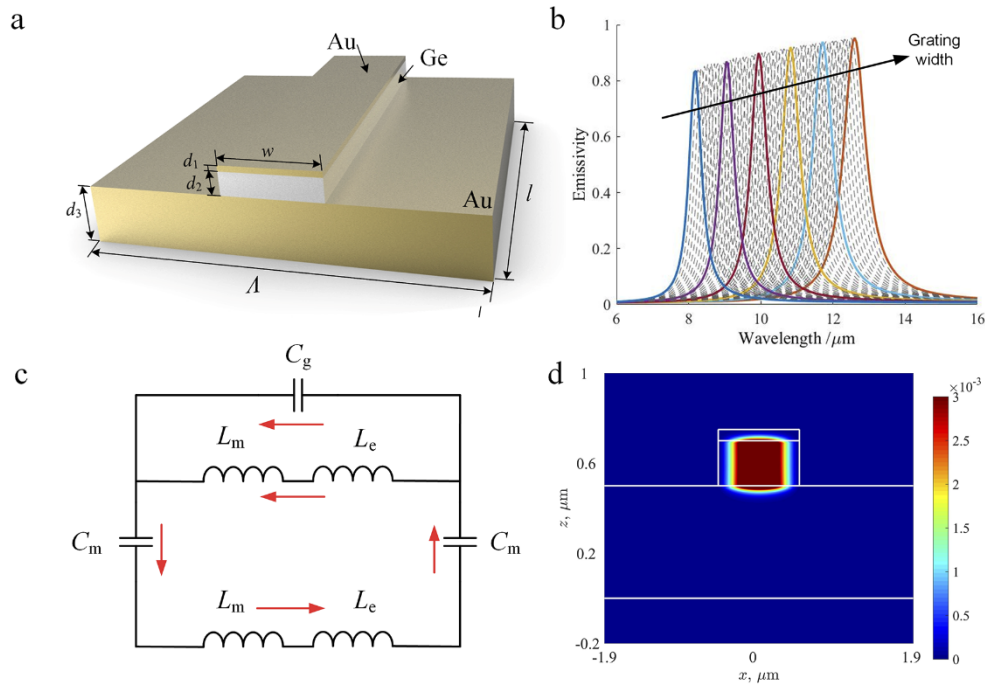 a
Au
Ge
w
d1
d2
d3
Au
l
Λ
l
b
Grating
width
1
0.8
0.6
0.4
0.2
0
Emissivity
6 8 10 12 14 16
Wavelength /μm
c
Cg
Lm Le
Cm Cm
Lm Le
d
1
0.6
0.2
-0.2
z, μm
-1.9 0 1.9
x, μm
×10⁻³
3
2.5
2
1.5
1
0.5
0